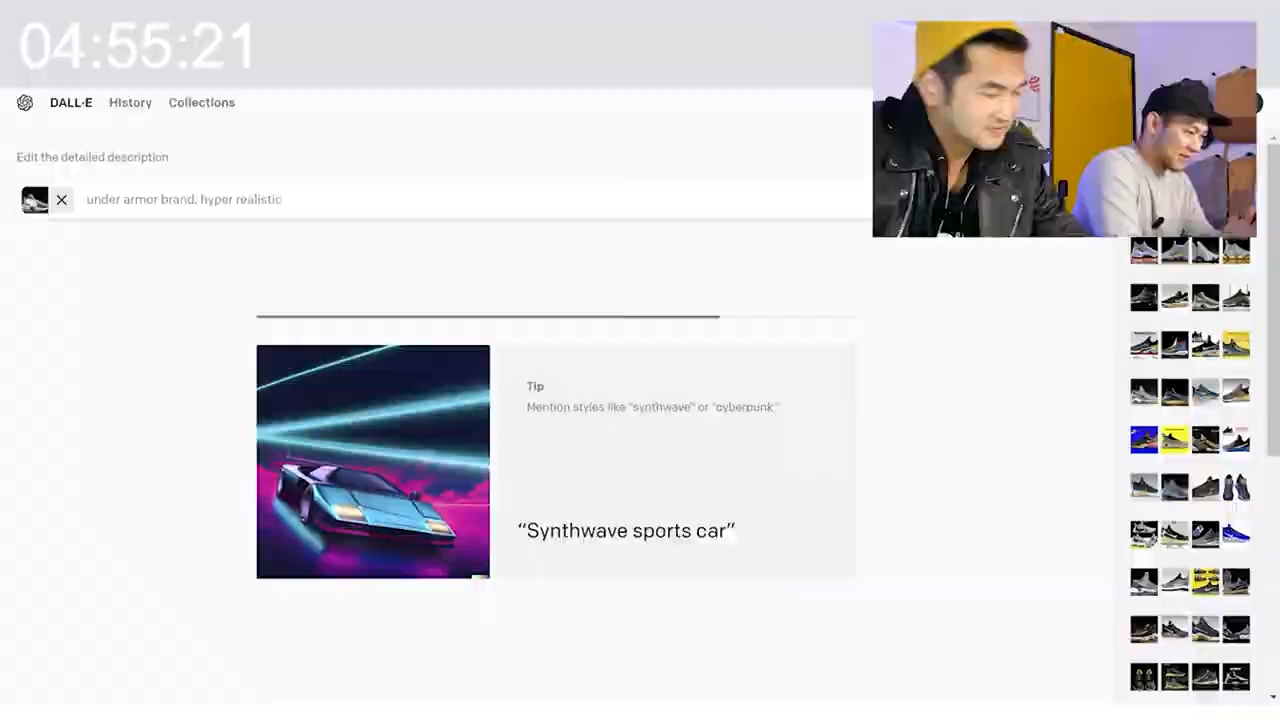 04:55:21
DALL·E History Collections
Edit the detailed description
under armor brand, hyper realistic
Tip
Mention styles like "synthwave" or "cyberpunk."
“Synthwave sports car”